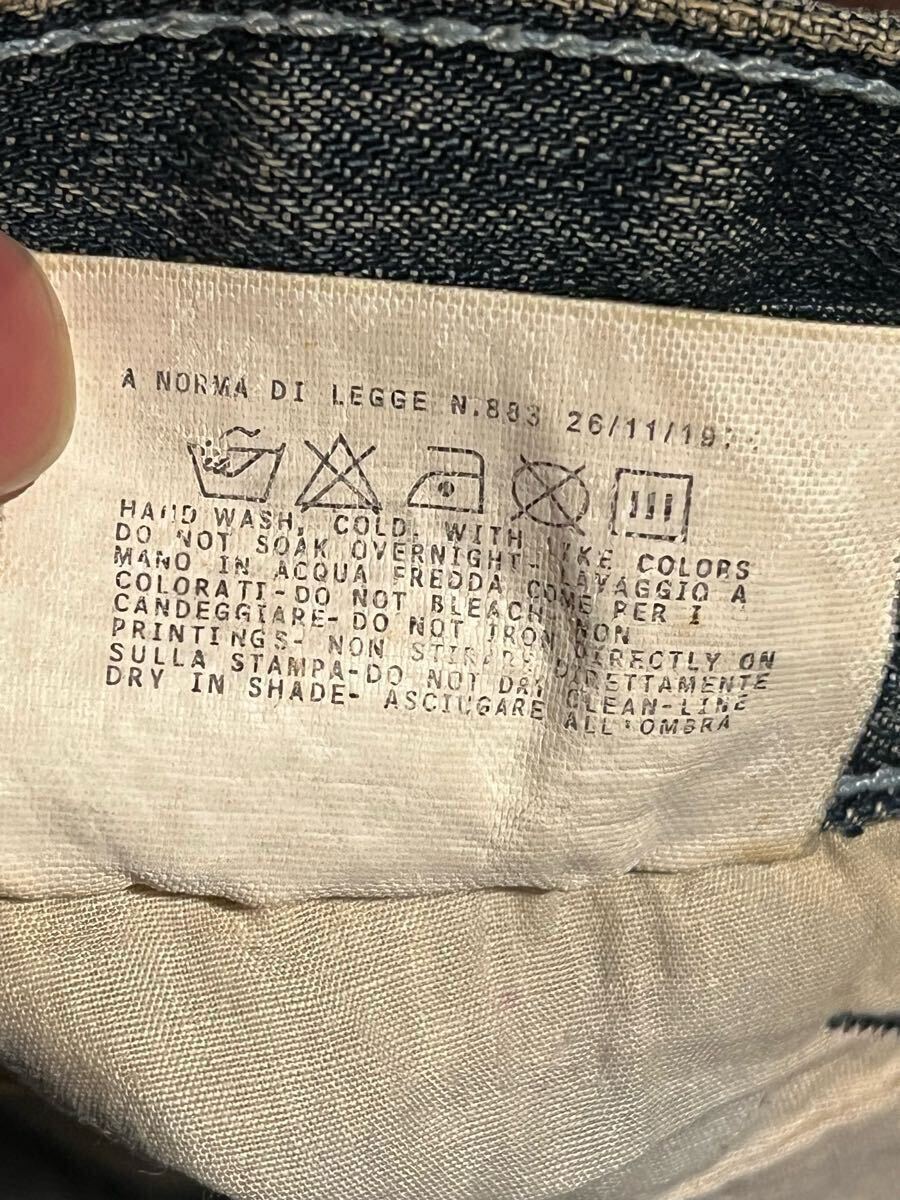 A NORMA DI LEGGE N.883 26/11/19
HAND WASH, COLD, WITH LIKE COLORS
DO NOT SOAK OVERNIGHT- LAVAGGIO A
MANO IN ACQUA FREDDA COME PER I
COLORATI-DO NOT BLEACH NON
CANDEGGIARE- DO NOT IRON DIRECTLY ON
PRINTINGS- NON STIRARE DIRETTAMENTE
SULLA STAMPA-DO NOT DRY CLEAN-LINE
DRY IN SHADE- ASCIUGARE ALL'OMBRA